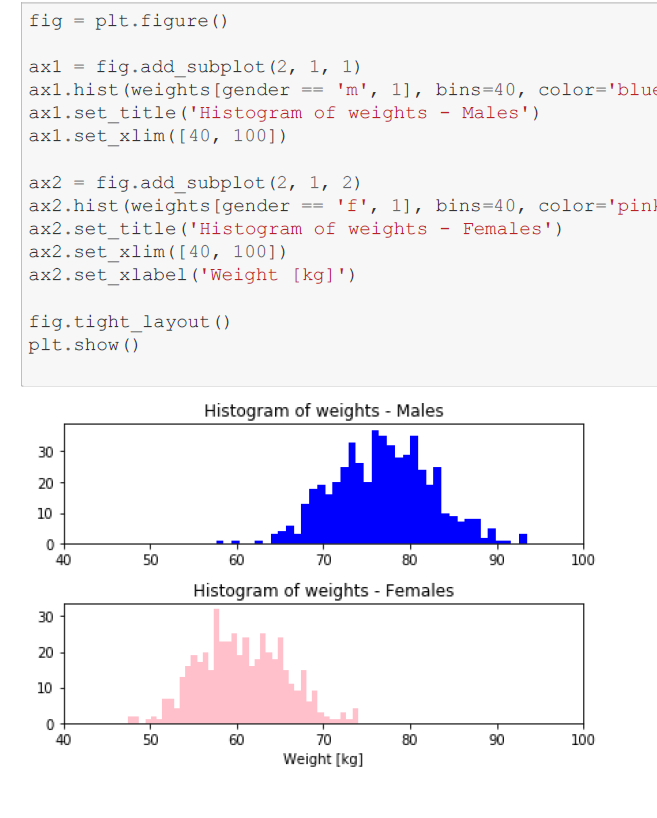 fig = plt.figure()
ax1 = fig.add_subplot(2, 1, 1)
ax1.hist(weights[gender == 'm', 1], bins=40, color='blue
ax1.set_title('Histogram of weights - Males')
ax1.set_xlim([40, 100])
ax2 = fig.add_subplot(2, 1, 2)
ax2.hist(weights[gender == 'f', 1], bins=40, color='pink
ax2.set_title('Histogram of weights - Females')
ax2.set_xlim([40, 100])
ax2.set_xlabel('Weight [kg]')
fig.tight_layout()
plt.show()
Histogram of weights - Males
30
20
10
0
40 50 60 70 80 90 100
Histogram of weights - Females
30
20
10
0
40 50 60 70 80 90 100
Weight [kg]